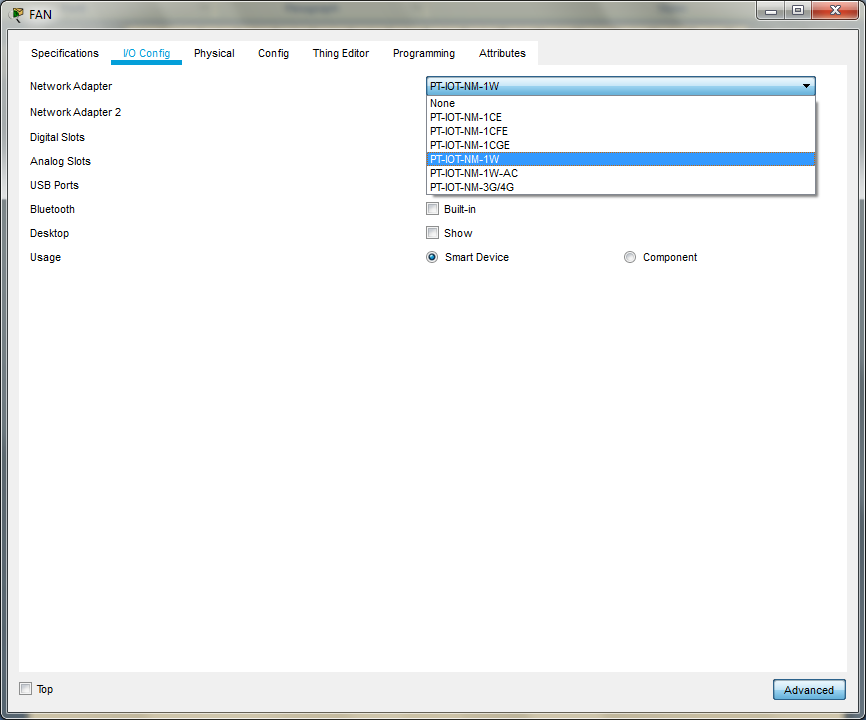 FAN
Specifications I/O Config Physical Config Thing Editor Programming Attributes
Network Adapter PT-IOT-NM-1W
None
Network Adapter 2 PT-IOT-NM-1CE
PT-IOT-NM-1CFE
Digital Slots
PT-IOT-NM-1CGE
Analog Slots PT-IOT-NM-1W
PT-IOT-NM-1W-AC
USB Ports PT-IOT-NM-3G/4G
Bluetooth Built-in
Desktop Show
Usage Smart Device Component
Top Advanced